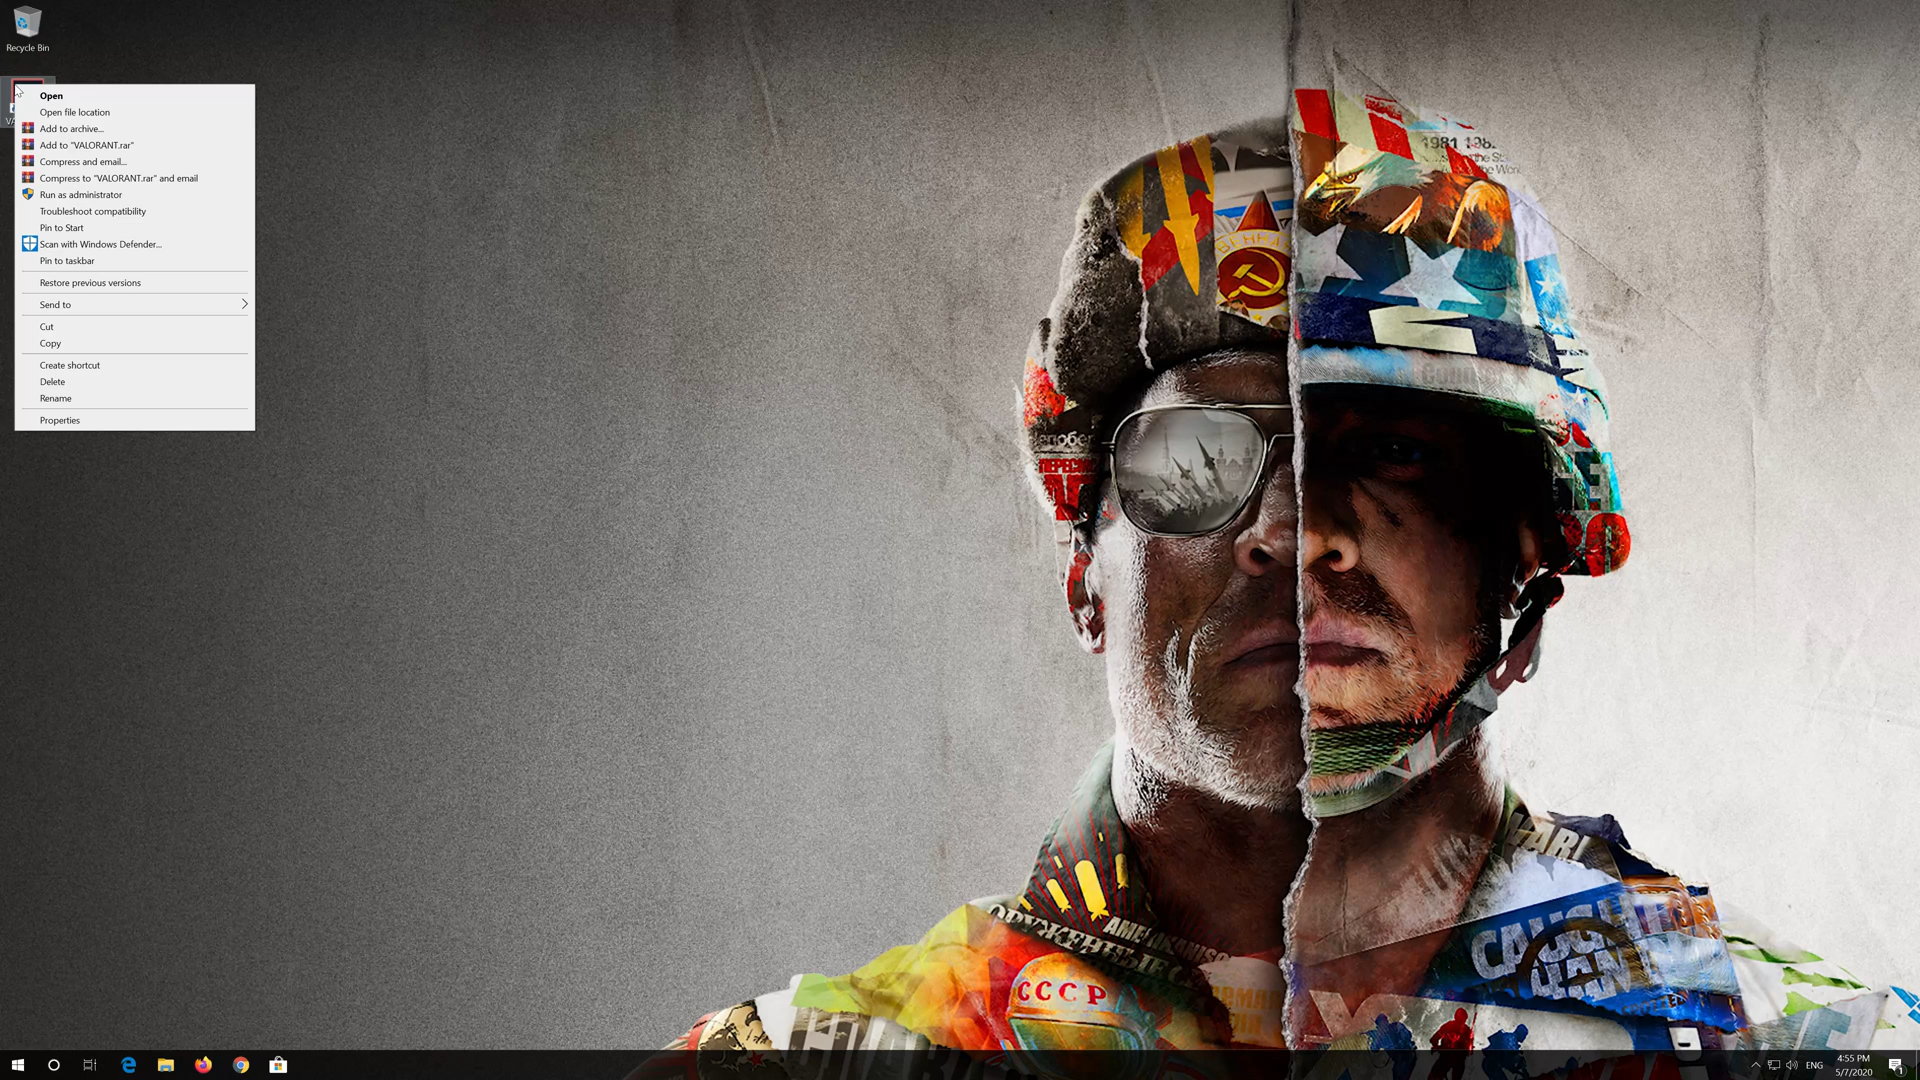 Recycle Bin
Open
Open file location
Add to archive...
Add to "VALORANT.rar"
Compress and email...
Compress to "VALORANT.rar" and email
Run as administrator
Troubleshoot compatibility
Pin to Start
Scan with Windows Defender...
Pin to taskbar
Restore previous versions
Send to
Cut
Copy
Create shortcut
Delete
Rename
Properties
1981
СССР
4:55 PM
ENG
5/7/2020